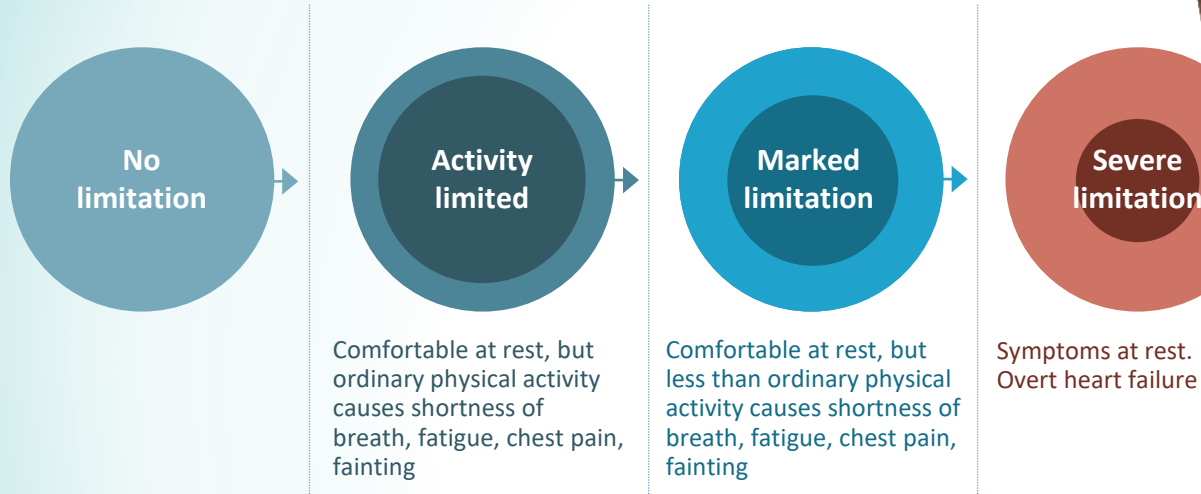 No
limitation
Activity
limited
Comfortable at rest, but
ordinary physical activity
causes shortness of
breath, fatigue, chest pain,
fainting
Marked
limitation
Comfortable at rest, but
less than ordinary physical
activity causes shortness of
breath, fatigue, chest pain,
fainting
Severe
limitation
Symptoms at rest.
Overt heart failure